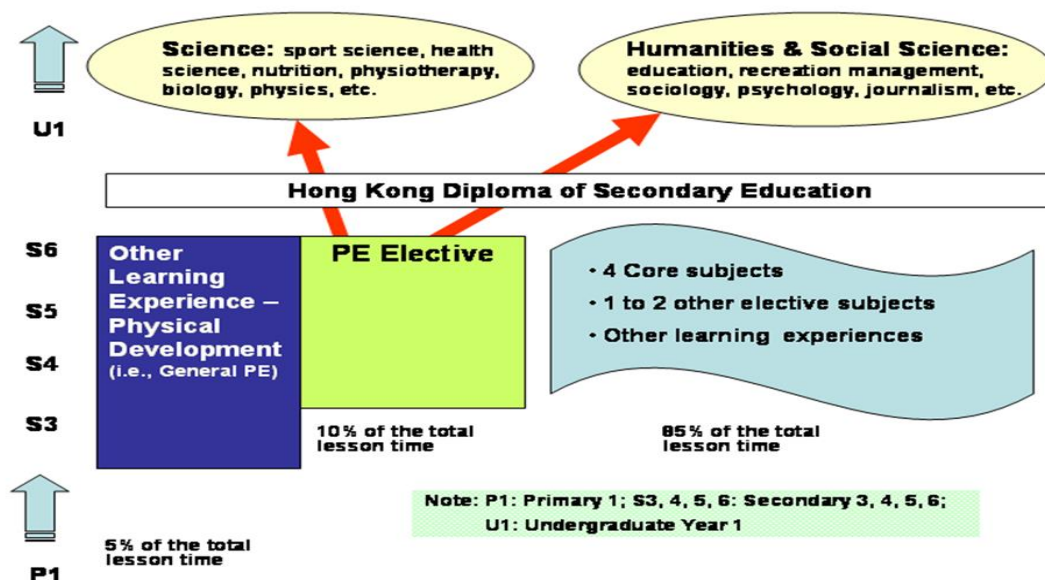 Science: sport science, health
science, nutrition, physiotherapy,
biology, physics, etc.
Humanities & Social Science:
education, recreation management,
sociology, psychology, journalism, etc.
U1
Hong Kong Diploma of Secondary Education
S6
S5
S4
S3
Other
Learning
Experience –
Physical
Development
(i.e., General PE)
PE Elective
• 4 Core subjects
• 1 to 2 other elective subjects
• Other learning experiences
10% of the total
lesson time
85% of the total
lesson time
Note: P1: Primary 1; S3, 4, 5, 6: Secondary 3, 4, 5, 6;
U1: Undergraduate Year 1
5% of the total
lesson time
P1